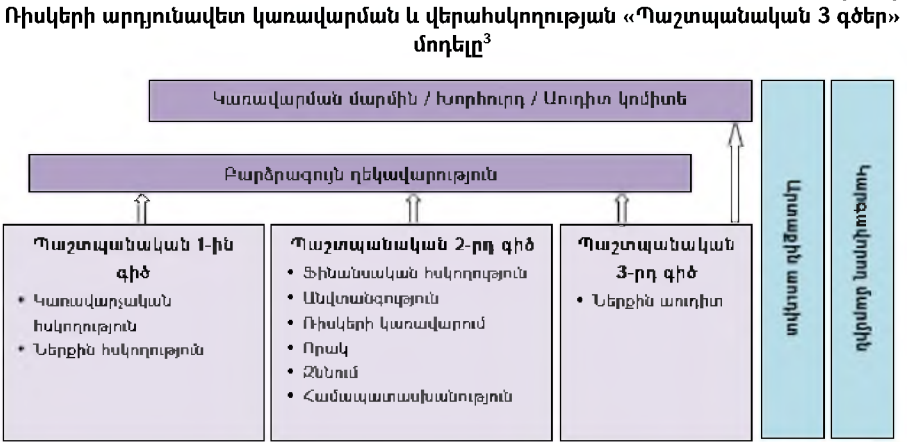 Ռիսկերի արդյունավետ կառավարման և վերահսկողության «Պաշտպանական 3 գծեր»
մոդելը³
Կառավարման մարմին / Խորհուրդ / Աուդիտ կոմիտե
Բարձրագույն ղեկավարություն
Պաշտպանական 1-ին
գիծ
• Կառավարչական
հսկողություն
• Ներքին հսկողություն
Պաշտպանական 2-րդ գիծ
• Ֆինանսական հսկողություն
• Անվտանգություն
• Ռիսկերի կառավարում
• Որակ
• Զննում
• Համապատասխանություն
Պաշտպանական
3-րդ գիծ
• Ներքին աուդիտ
Արտաքին աուդիտ
Կարգավորող մարմին